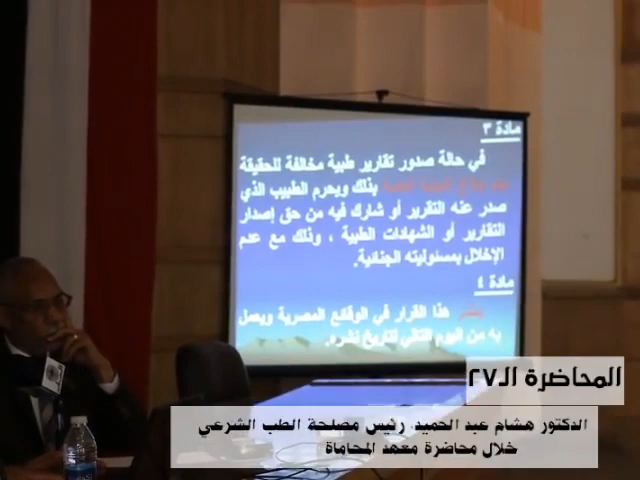 مادة ٣
في حالة صدور تقارير طبية مخالفة للحقيقة
بذلك ويحرم الطبيب الذي
صدر عنه التقرير أو شارك فيه من حق إصدار
التقارير أو الشهادات الطبية ، وذلك مع عدم
الإخلال بمسئوليته الجنائية.
مادة ٤
ينشر هذا القرار في الوقائع المصرية ويعمل
به من اليوم التالي لتاريخ نشره.
المحاضرة الـ٢٧
الدكتور هشام عبد الحميد رئيس مصلحة الطب الشرعي
خلال محاضرة معهد المحاماة